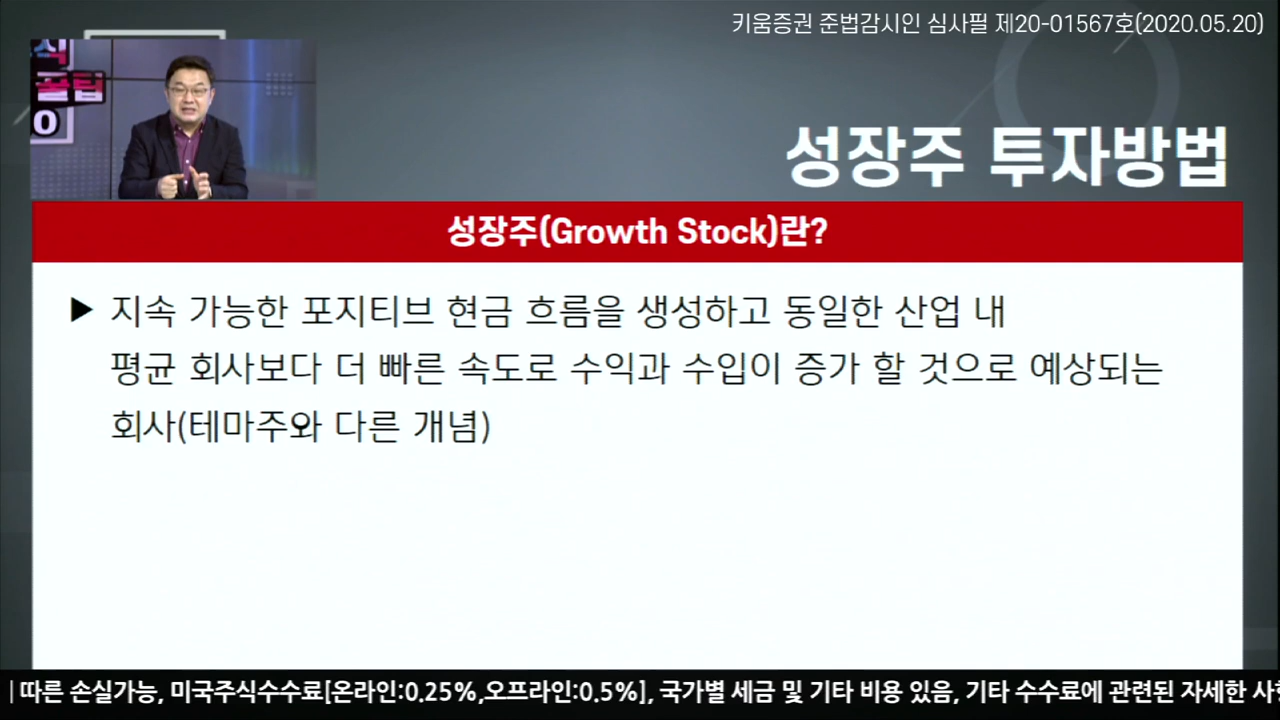 키움증권 준법감시인 심사필 제20-01567호(2020.05.20)
식
꿀팁
0
성장주 투자방법
성장주(Growth Stock)란?
▶ 지속 가능한 포지티브 현금 흐름을 생성하고 동일한 산업 내
평균 회사보다 더 빠른 속도로 수익과 수입이 증가 할 것으로 예상되는
회사(테마주와 다른 개념)
따른 손실가능, 미국주식수수료[온라인:0.25%,오프라인:0.5%], 국가별 세금 및 기타 비용 있음, 기타 수수료에 관련된 자세한